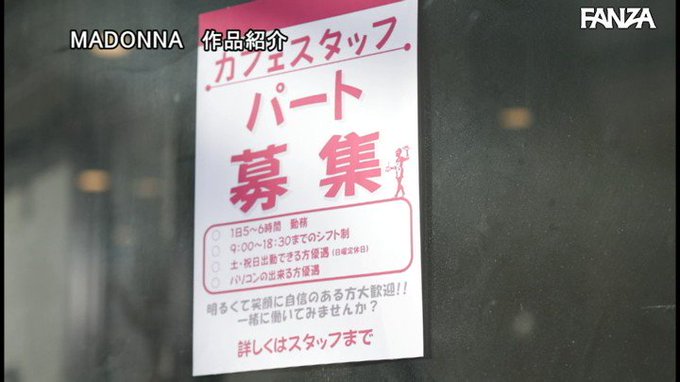 MADONNA 作品紹介
FANZA
カフェスタッフ
パート
募集
○ 1日5～6時間 勤務
○ 9:00～18:30までのシフト制
○ 土・祝日出勤できる方優遇(日曜定休日)
○ パソコンの出来る方優遇
明るくて笑顔に自信のある方大歓迎!!
一緒に働いてみませんか?
詳しくはスタッフまで